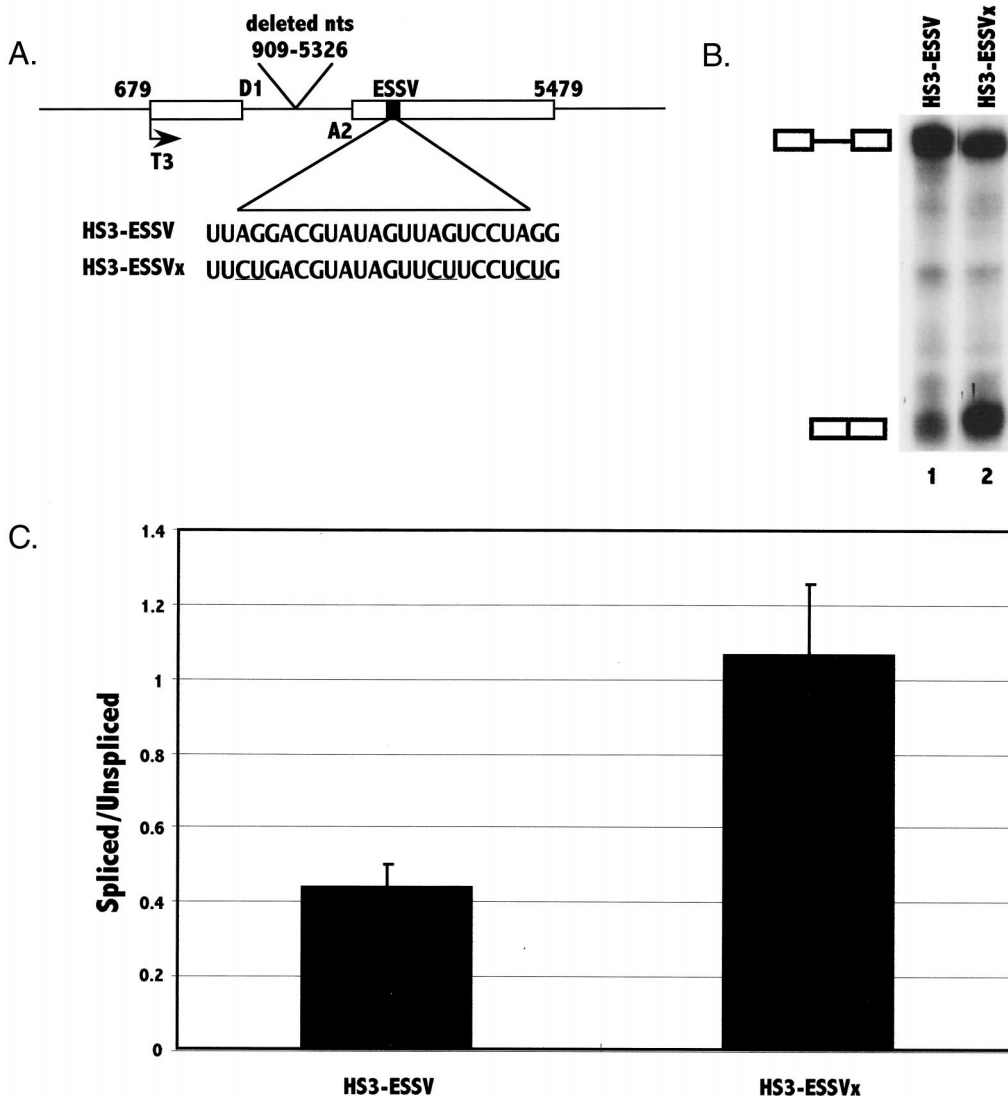 A.
deleted nts
909-5326
679
D1
ESSV
5479
A2
T3
HS3-ESSV UUAGGACGUAUAGUUAGUCCUAGG
HS3-ESSVx UUCUGACGUAUAGUUCUUCCUCUG
B.
HS3-ESSV
HS3-ESSVx
1 2
C.
Spliced/Unspliced
1.4
1.2
1
0.8
0.6
0.4
0.2
0
HS3-ESSV HS3-ESSVx